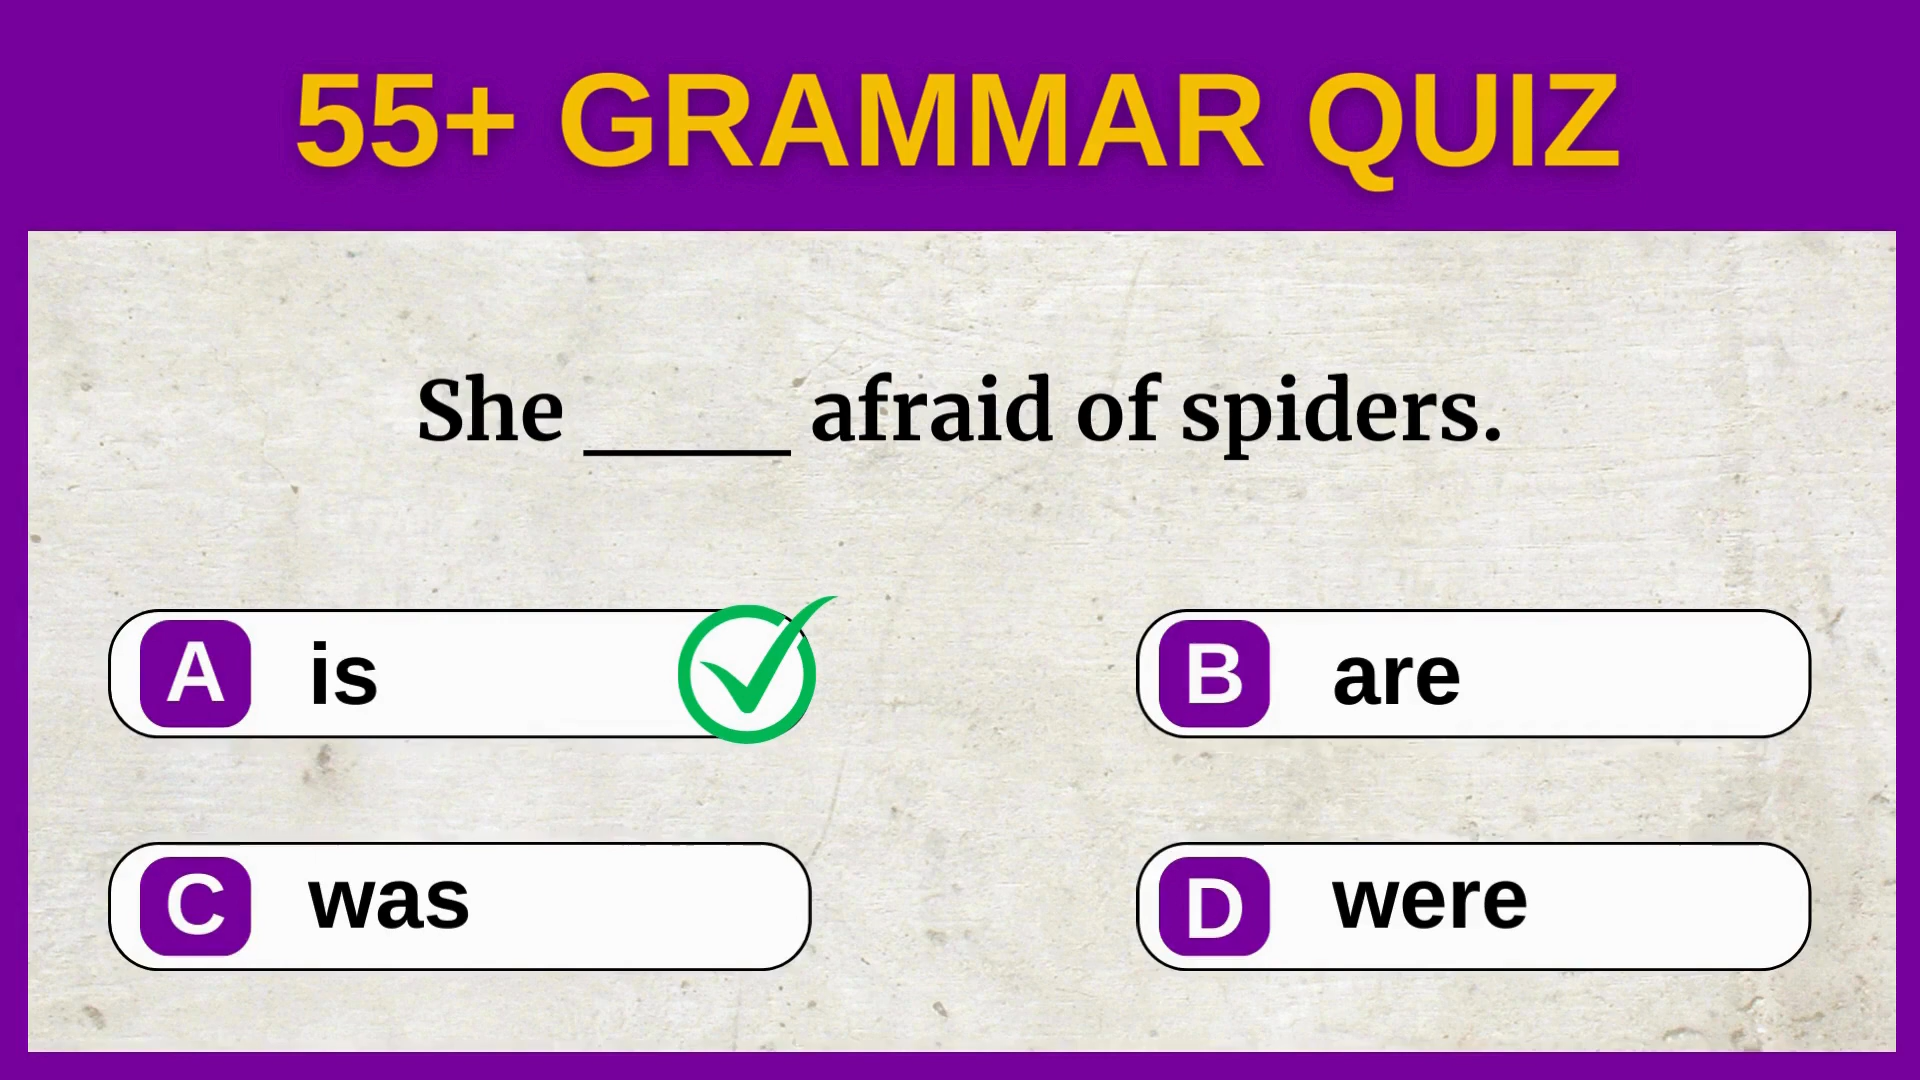 55+ GRAMMAR QUIZ
She _____ afraid of spiders.
A is
B are
C was
D were